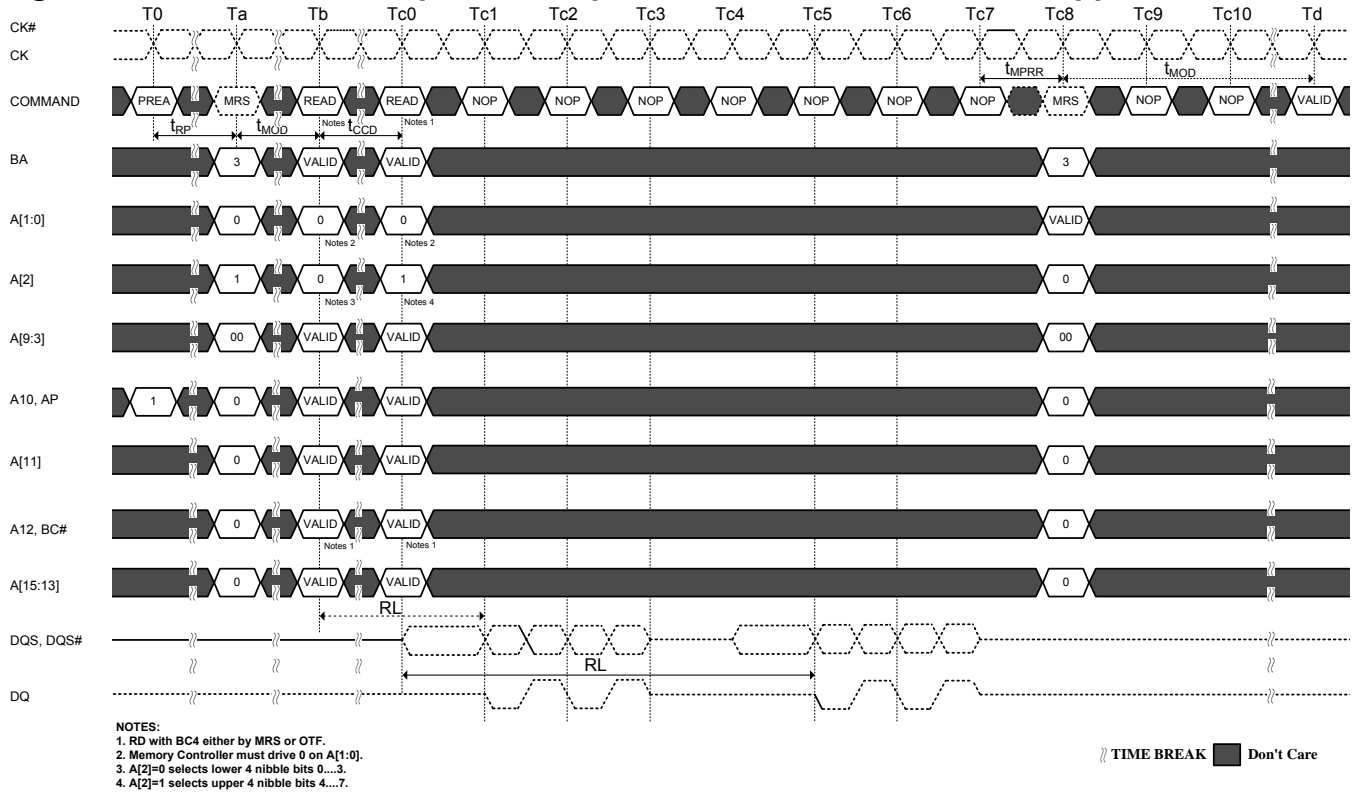 T0 Ta Tb Tc0 Tc1 Tc2 Tc3 Tc4 Tc5 Tc6 Tc7 Tc8 Tc9 Tc10 Td
CK#
CK
tMPRR tMOD
COMMAND PREA MRS READ READ NOP NOP NOP NOP NOP NOP NOP MRS NOP NOP VALID
Notes 1 Notes 1
tRP tMOD tCCD
BA 3 VALID VALID 3
A[1:0] 0 0 0 VALID
Notes 2 Notes 2
A[2] 1 0 1 0
Notes 3 Notes 4
A[9:3] 00 VALID VALID 00
A10, AP 1 0 VALID VALID 0
A[11] 0 VALID VALID 0
A12, BC# 0 VALID VALID 0
Notes 1 Notes 1
A[15:13] 0 VALID VALID 0
RL
DQS, DQS#
RL
DQ
NOTES:
1. RD with BC4 either by MRS or OTF.
2. Memory Controller must drive 0 on A[1:0].
3. A[2]=0 selects lower 4 nibble bits 0....3.
4. A[2]=1 selects upper 4 nibble bits 4....7.
TIME BREAK Don't Care